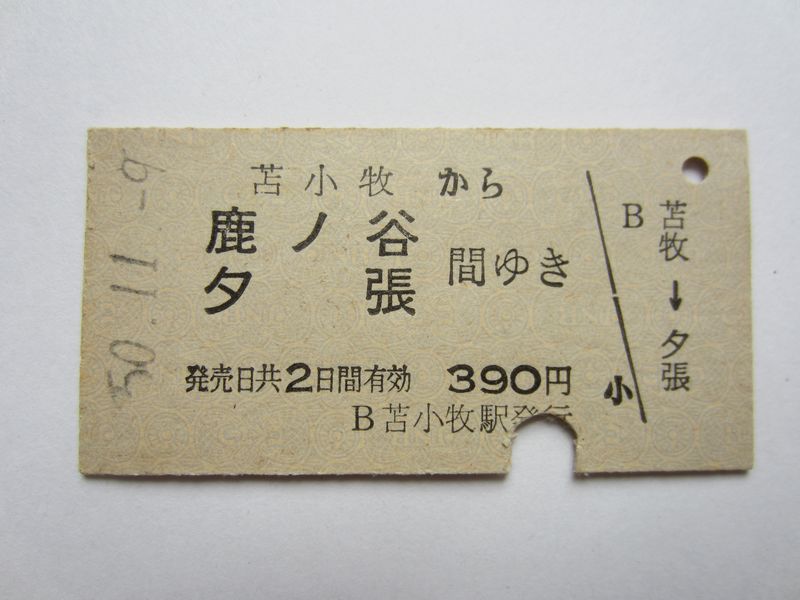 50.11.-9
苫小牧 から
鹿ノ谷
夕張
間ゆき
発売日共2日間有効 390円
B苫小牧駅発行
小
B
苫牧→夕張